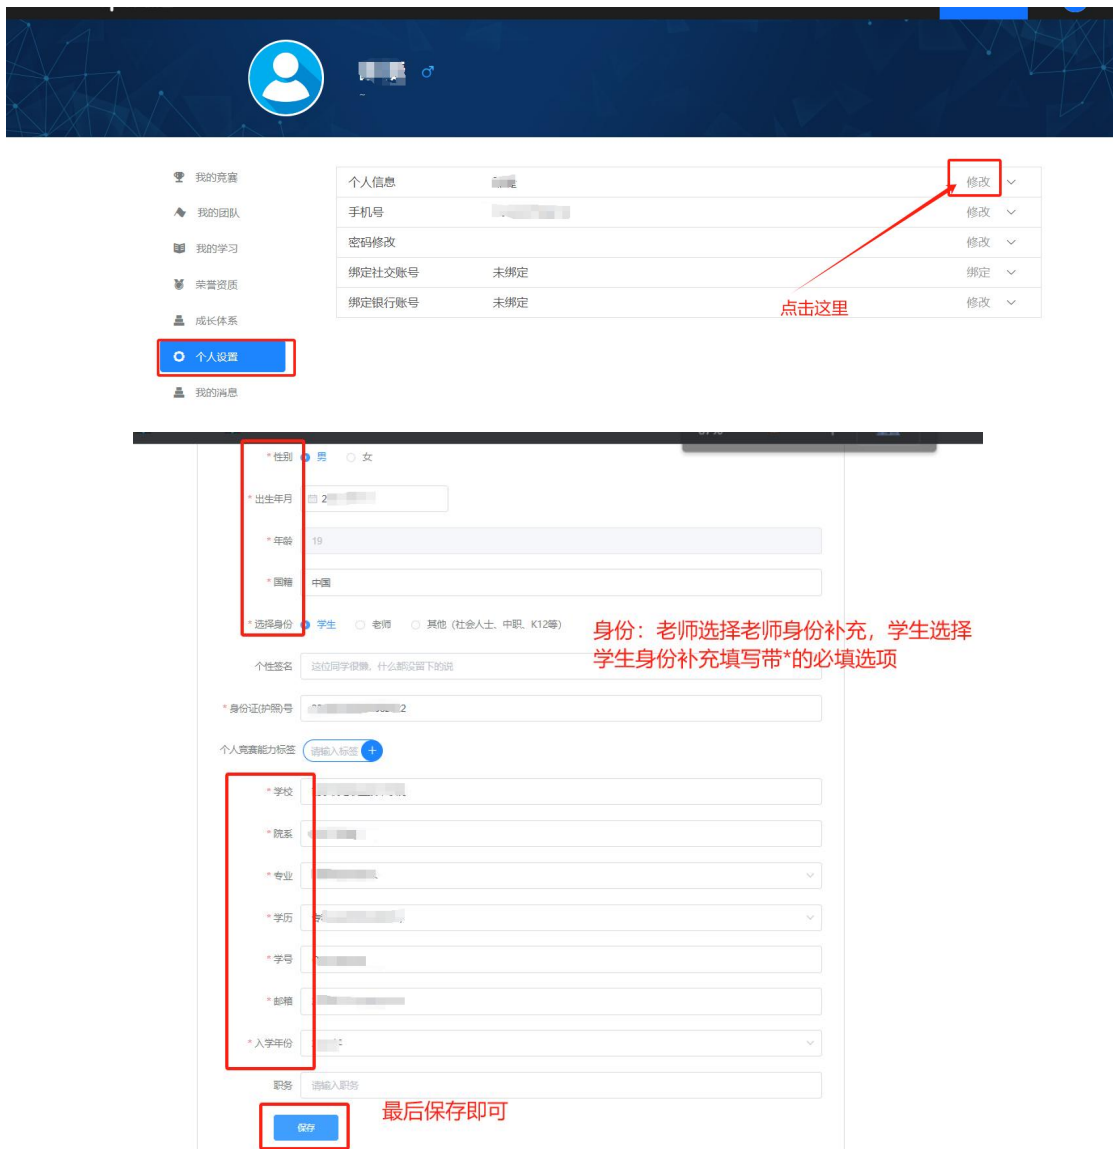 我的竞赛
个人信息 修改
我的团队
手机号 修改
我的学习
密码修改 修改
荣誉资质
绑定社交账号 未绑定 绑定
成长体系
绑定银行账号 未绑定 修改
点击这里
个人设置
我的消息
*性别 男 女
*出生年月 2
*年龄 19
*国籍 中国
*选择身份 学生 老师 其他（社会人士、中职、K12等）
身份：老师选择老师身份补充，学生选择
学生身份补充填写带*的必填选项
个性签名 这位同学很懒，什么都没留下的说
*身份证(护照)号 2
个人竞赛能力标签 请输入标签 +
*学校
*院系
*专业
*学历
*学号
*邮箱
*入学年份
职务 请输入职务
保存
最后保存即可